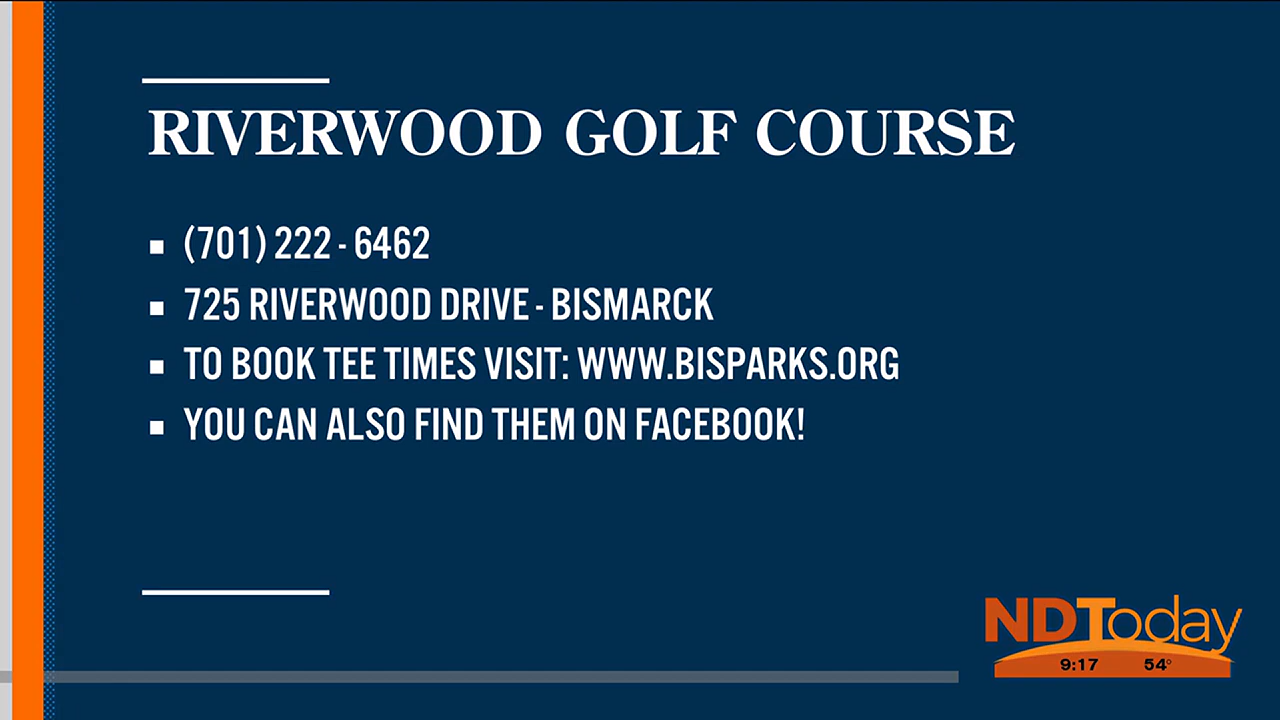 RIVERWOOD GOLF COURSE
(701) 222 - 6462
725 RIVERWOOD DRIVE - BISMARCK
TO BOOK TEE TIMES VISIT: WWW.BISPARKS.ORG
YOU CAN ALSO FIND THEM ON FACEBOOK!
NDToday
9:17 54°